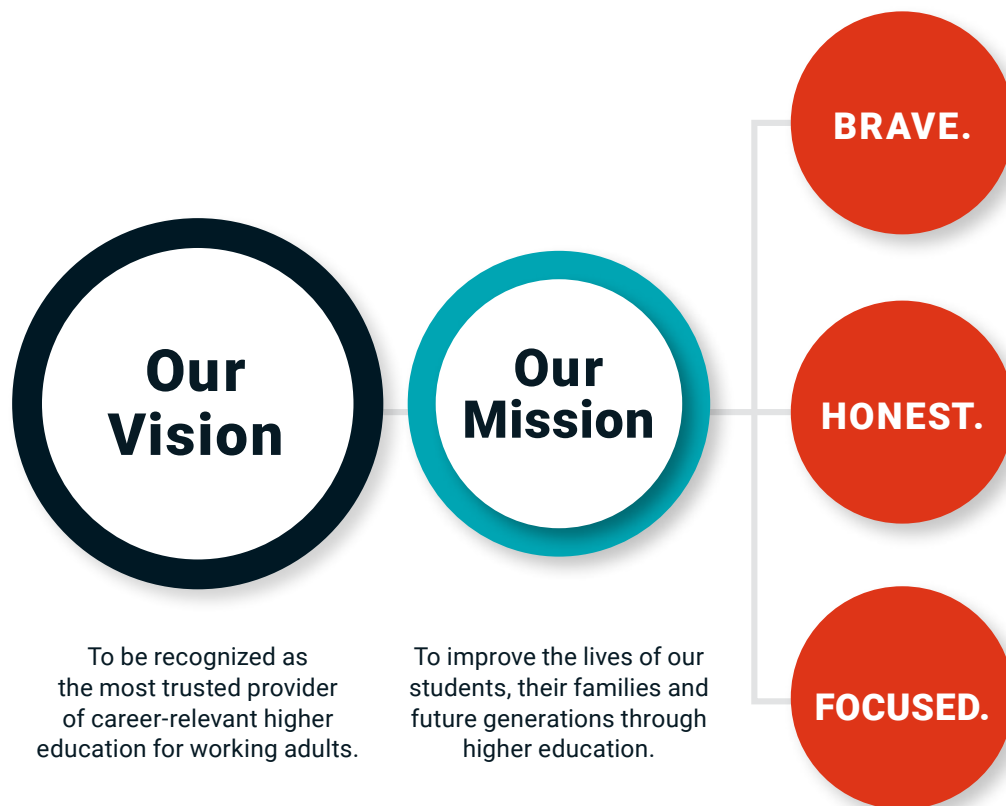 Our
Vision
To be recognized as
the most trusted provider
of career-relevant higher
education for working adults.
Our
Mission
To improve the lives of our
students, their families and
future generations through
higher education.
BRAVE.
HONEST.
FOCUSED.